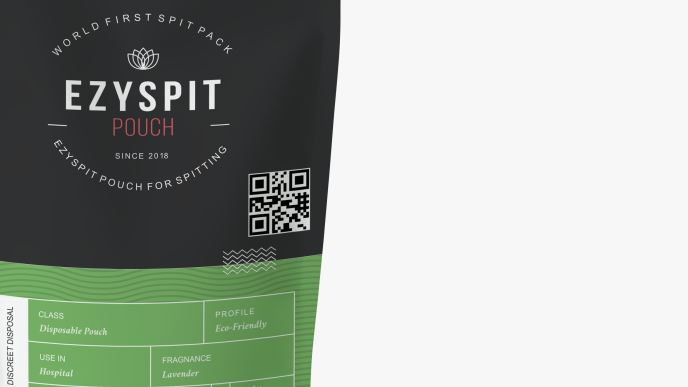 WORLD FIRST SPIT PACK
EZYSPIT
POUCH
SINCE 2018
EZYSPIT POUCH FOR SPITTING
CLASS
Disposable Pouch
PROFILE
Eco-Friendly
USE IN
Hospital
FRAGNANCE
Lavender
DISCREET DISPOSAL